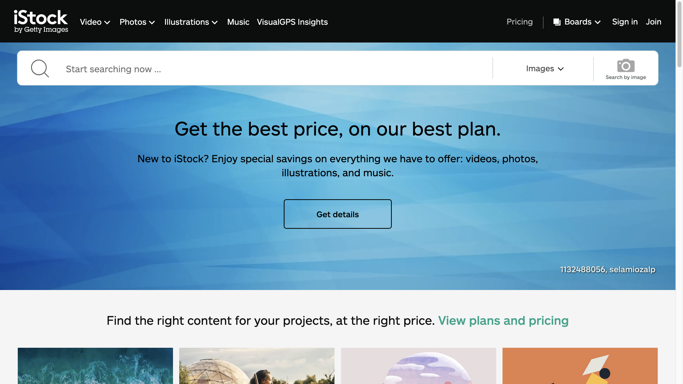 iStock
by Getty Images
Video
Photos
Illustrations
Music
VisualGPS Insights
Pricing
Boards
Sign in
Join
Start searching now ...
Images
Search by image
Get the best price, on our best plan.
New to iStock? Enjoy special savings on everything we have to offer: videos, photos,
illustrations, and music.
Get details
1132488056, selamiozalp
Find the right content for your projects, at the right price. View plans and pricing